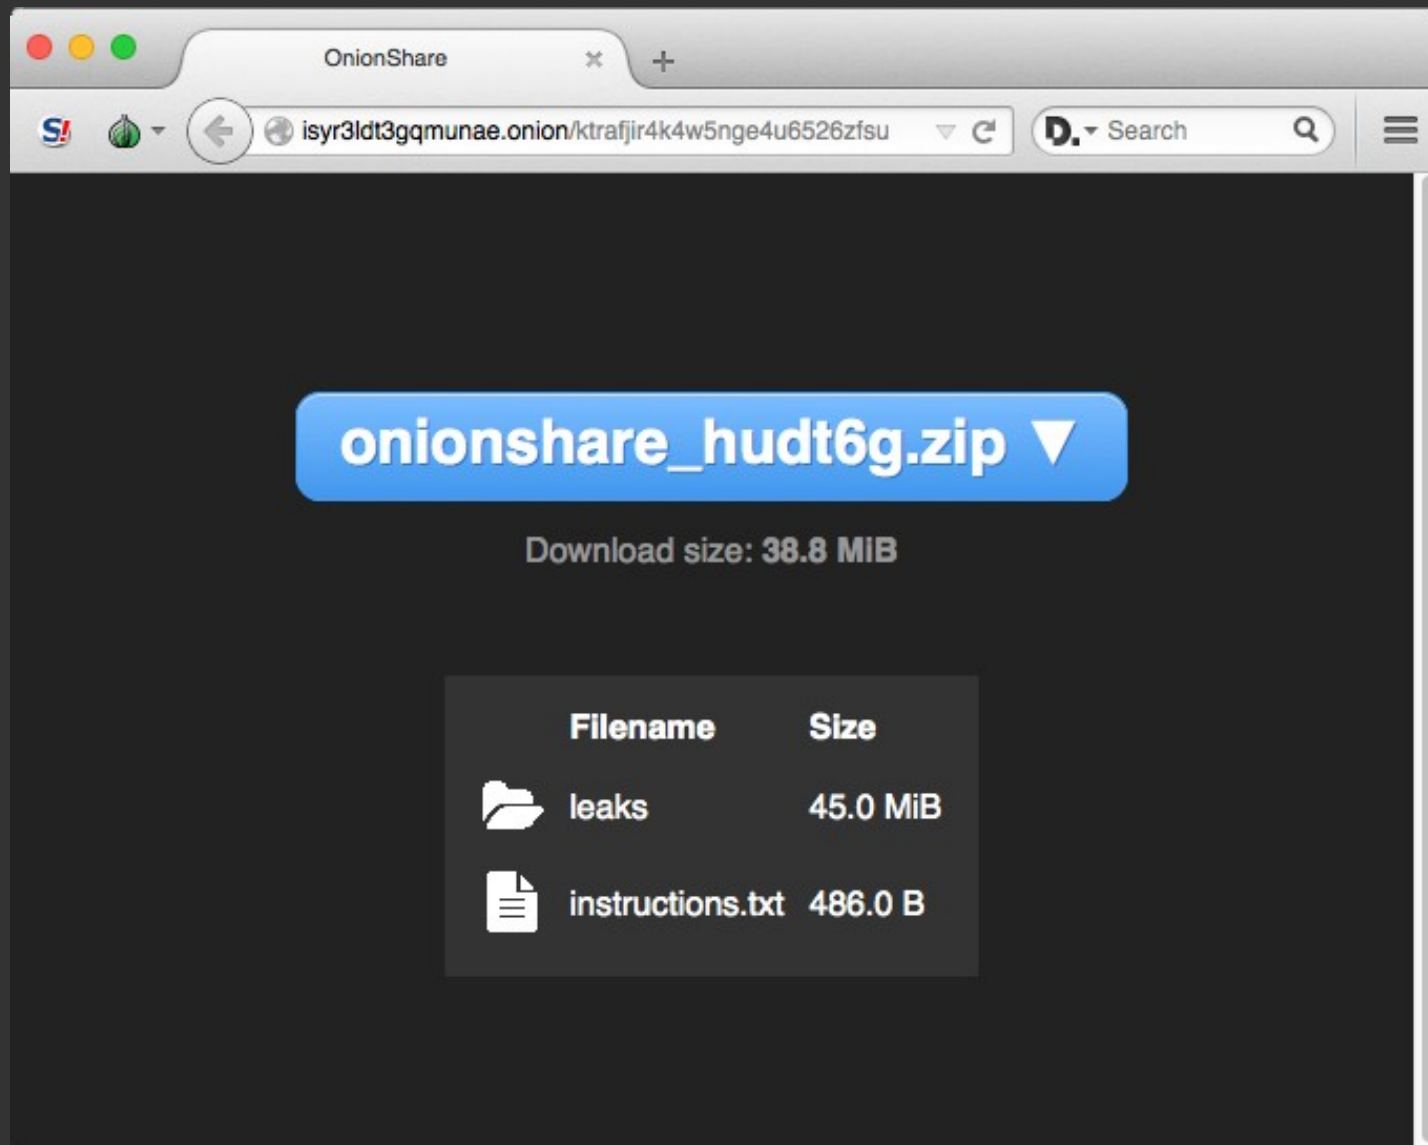 OnionShare
S!
isyr3ldt3gqmunae.onion/ktrafjir4k4w5nge4u6526zfsu
D. Search
onionshare_hudt6g.zip ▼
Download size: 38.8 MiB
Filename Size
leaks 45.0 MiB
instructions.txt 486.0 B